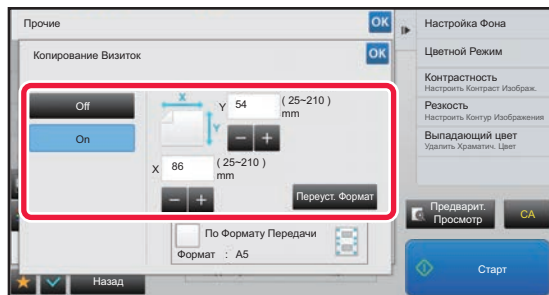 Прочие
OK
Копирование Визиток
OK
Off
On
X
Y
Y 54 ( 25~210 )
mm
X 86 ( 25~210 )
mm
Переуст. Формат
По Формату Передачи
Формат : A5
Назад
Настройка Фона
Цветной Режим
Контрастность
Настроить Контраст Изображ.
Резкость
Настроить Контур Изображения
Выпадающий цвет
Удалить Храматич. Цвет
Предварит.
Просмотр
CA
Старт